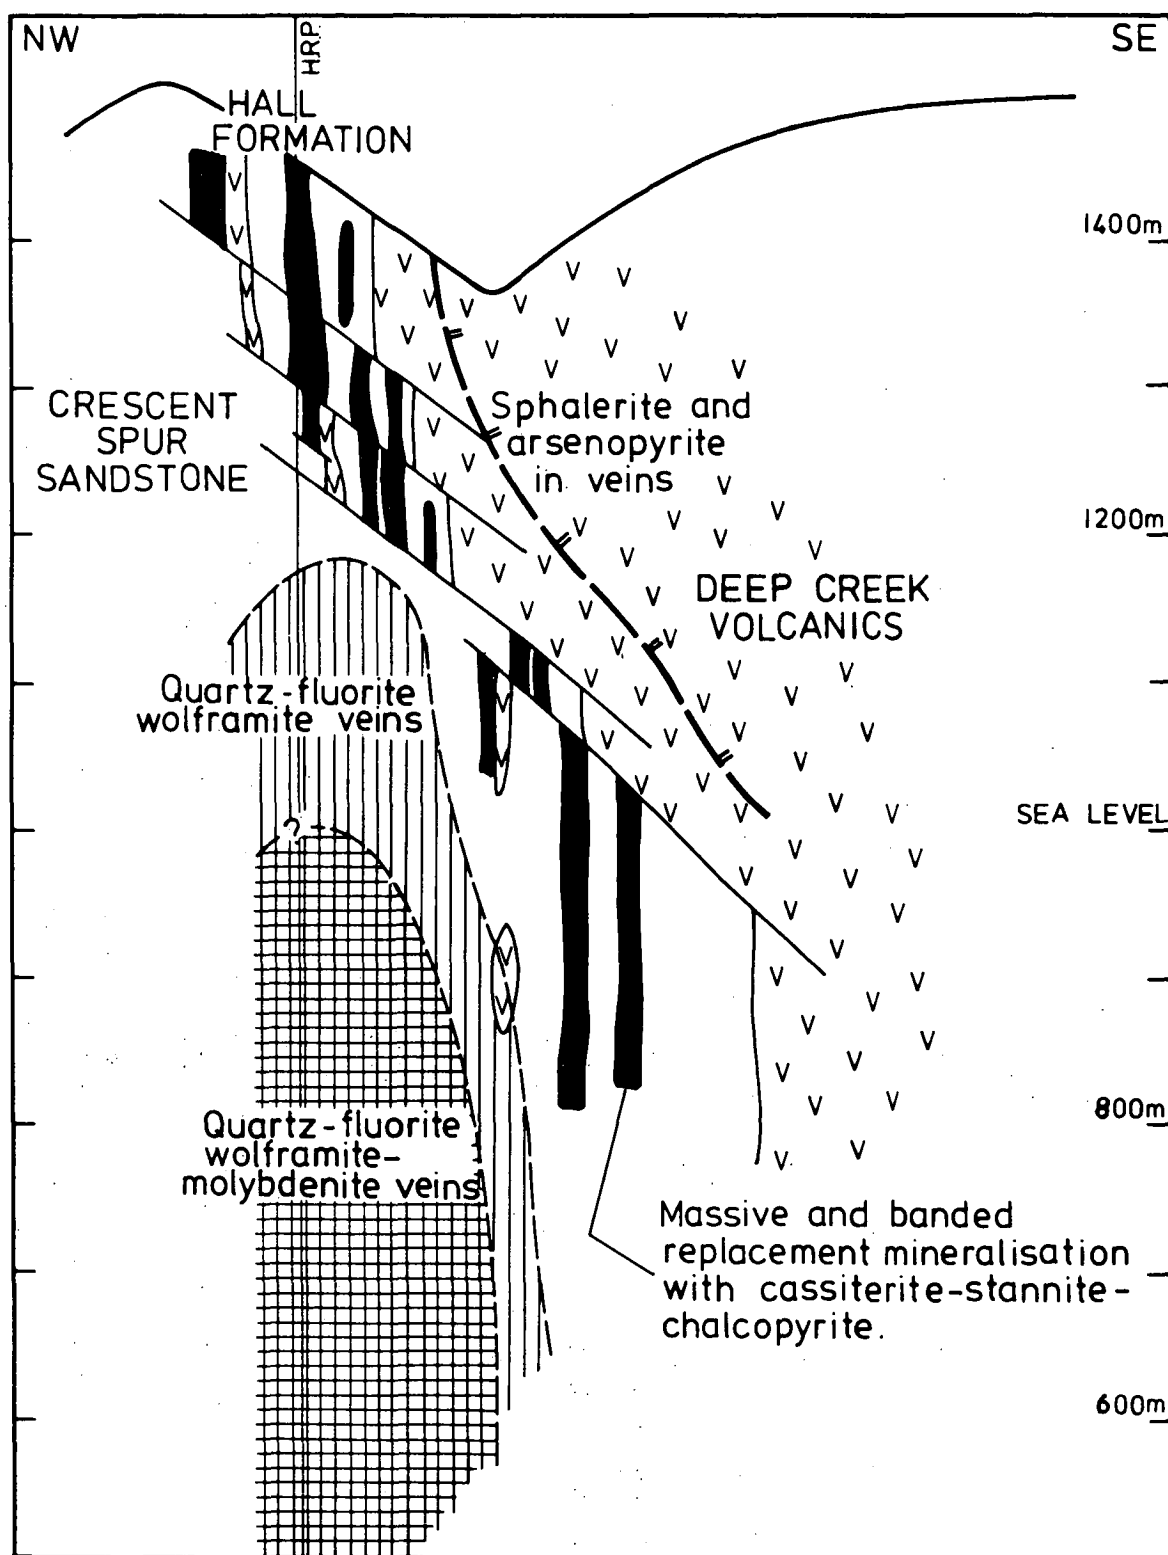 NW
H.R.P.
SE
HALL
FORMATION
1400m
CRESCENT
SPUR
SANDSTONE
Sphalerite and
arsenopyrite
in veins
1200m
DEEP CREEK
VOLCANICS
Quartz-fluorite
wolframite veins
SEA LEVEL
?
800m
Quartz-fluorite
wolframite-
molybdenite veins
Massive and banded
replacement mineralisation
with cassiterite-stannite-
chalcopyrite.
600m